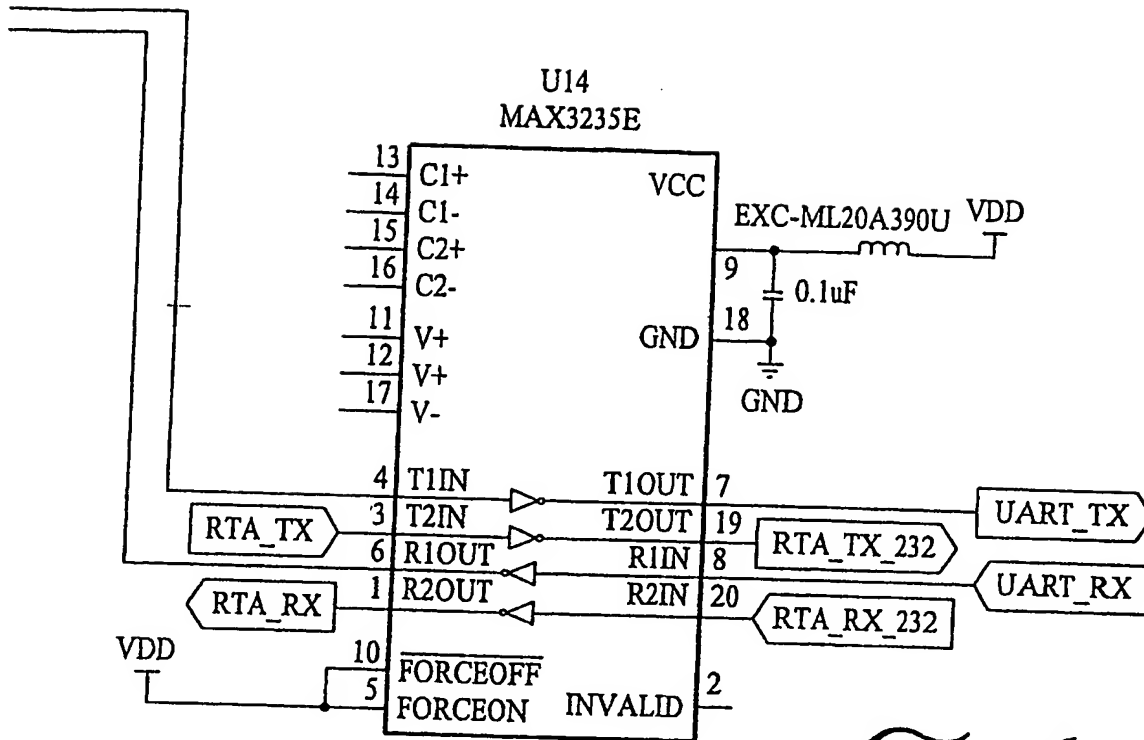 U14
MAX3235E
13 C1+
14 C1-
15 C2+
16 C2-
11 V+
12 V+
17 V-
VCC
EXC-ML20A390U VDD
9
0.1uF
GND 18
GND
4 T1IN T1OUT 7 UART_TX
RTA_TX 3 T2IN T2OUT 19 RTA_TX_232
6 R1OUT R1IN 8 UART_RX
RTA_RX 1 R2OUT R2IN 20 RTA_RX_232
VDD
10 FORCEOFF
5 FORCEON INVALID 2